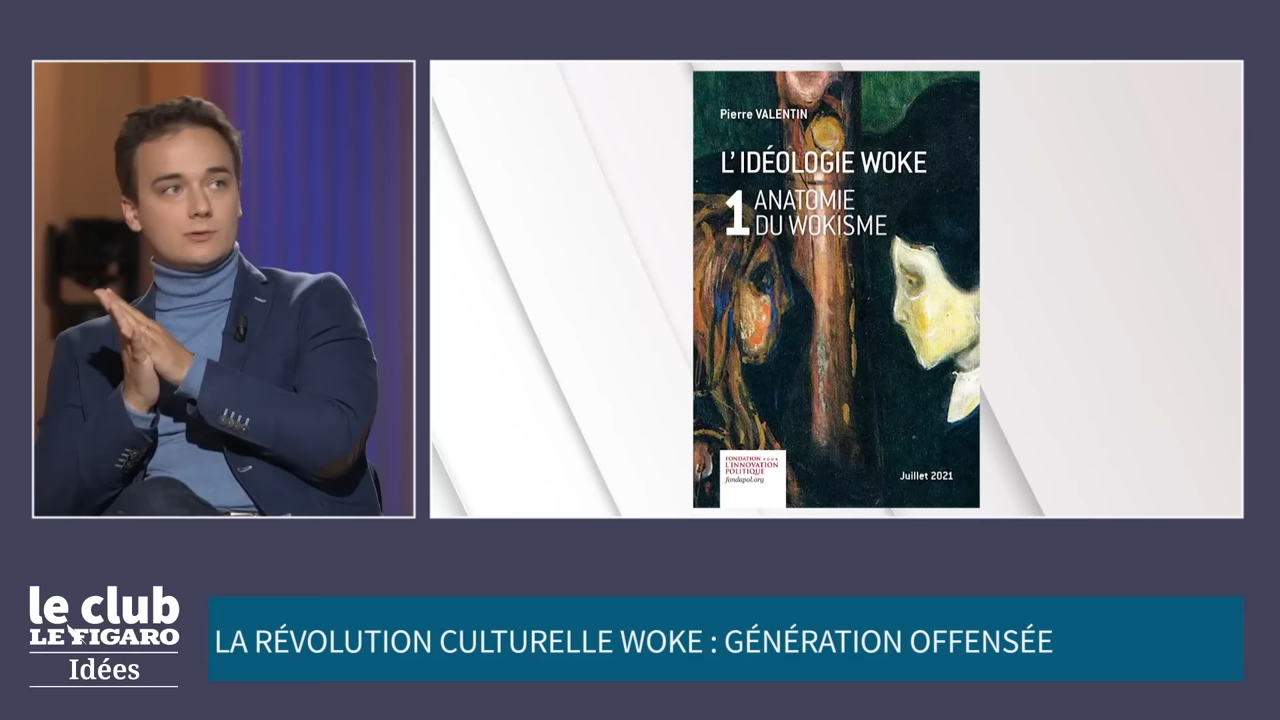 Pierre VALENTIN
L'IDÉOLOGIE WOKE
1 ANATOMIE
DU WOKISME
FONDATION POUR
L'INNOVATION
POLITIQUE
fondapol.org
Juillet 2021
le club
LE FIGARO
Idées
LA RÉVOLUTION CULTURELLE WOKE : GÉNÉRATION OFFENSÉE